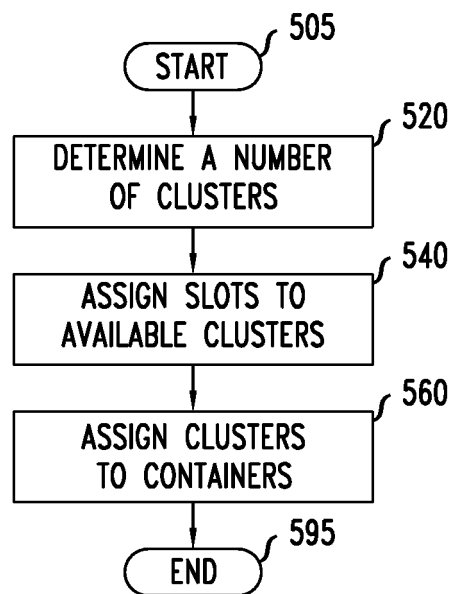 505
START
520
DETERMINE A NUMBER
OF CLUSTERS
540
ASSIGN SLOTS TO
AVAILABLE CLUSTERS
560
ASSIGN CLUSTERS
TO CONTAINERS
595
END